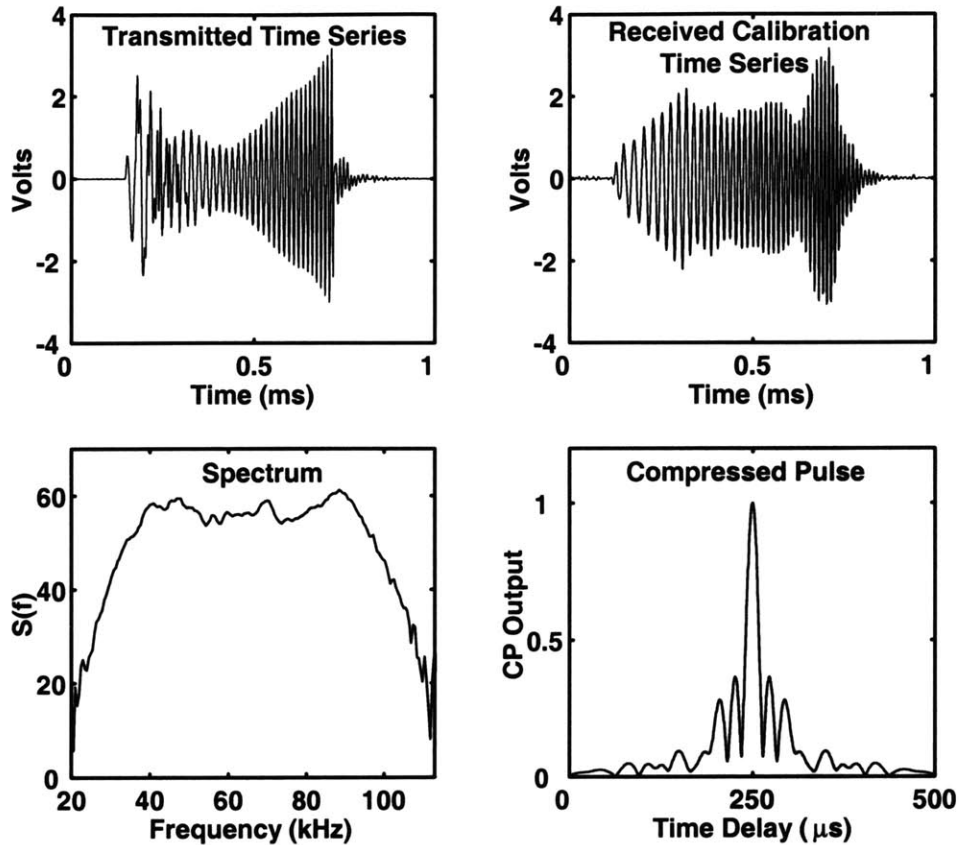 Transmitted Time Series
4
2
0
-2
-4
Volts
0
0.5
1
Time (ms)
Received Calibration
Time Series
4
2
0
-2
-4
Volts
0
0.5
1
Time (ms)
Spectrum
60
40
20
0
S(f)
20
40
60
80
100
Frequency (kHz)
Compressed Pulse
1
0.5
0
CP Output
0
250
500
Time Delay (μs)